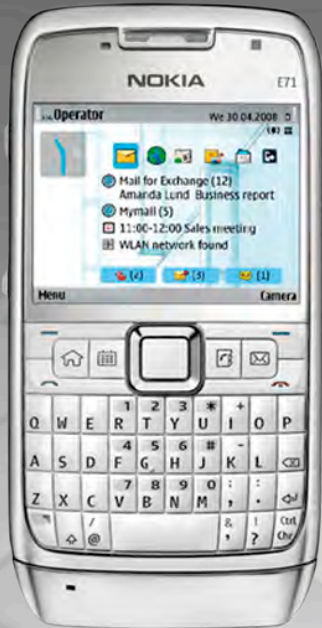 NOKIA
E71
Operator
We 30.04.2008
Mail for Exchange (12)
Amanda Lund Business report
Mymail (5)
11:00-12:00 Sales meeting
WLAN network found
(2) (3) (1)
Menu Camera
1 2 3 * +
Q W E R T Y U I O P
4 5 6 # -
A S D F G H J K L
7 8 9 0 ; :
Z X C V B N M , .
/ & ! Ctrl
@ ' ? Chr